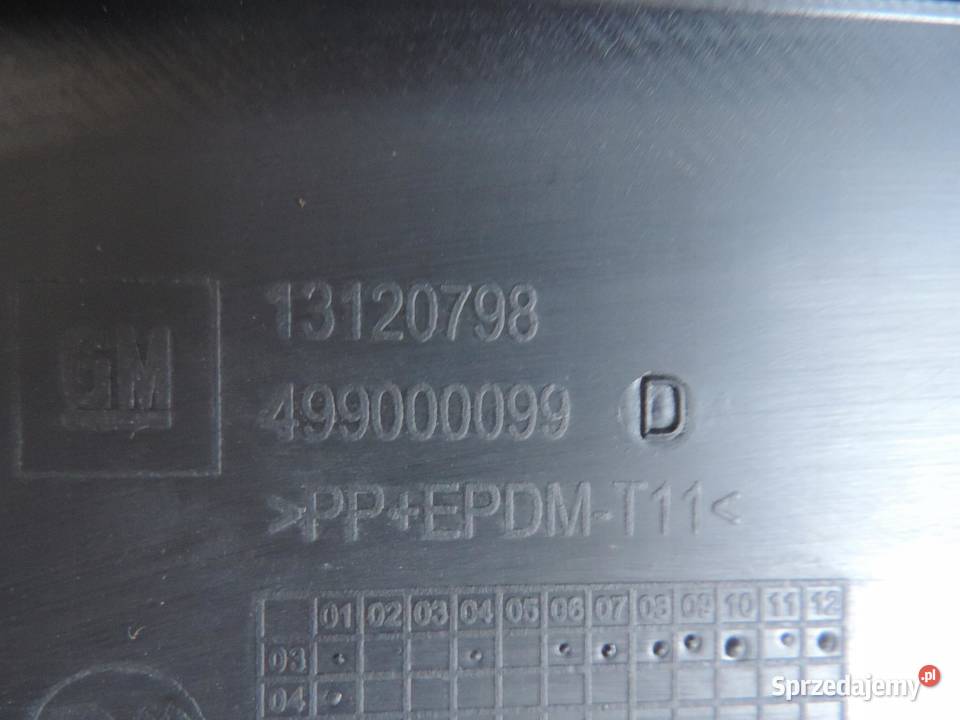 13120798
GM
499000099 D
>PP+EPDM-T11<
01 02 03 04 05 06 07 08 09 10 11 12
03
04
Sprzedajemy.pl